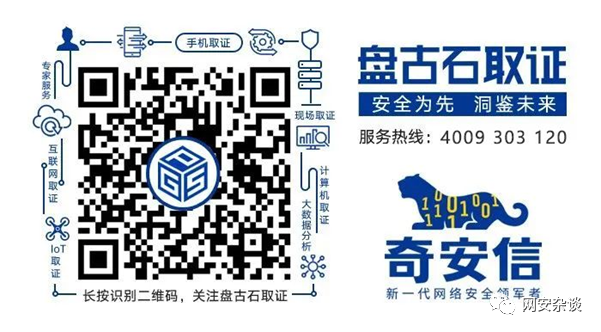 手机取证
专家服务
现场取证
互联网取证
计算机取证
IoT
取证
大数据分析
长按识别二维码,关注盘古石取证
盘古石取证
安全为先 洞鉴未来
服务热线:4009 303 120
1101001
111 101
奇安信
新一代网络安全领军者
网安杂谈